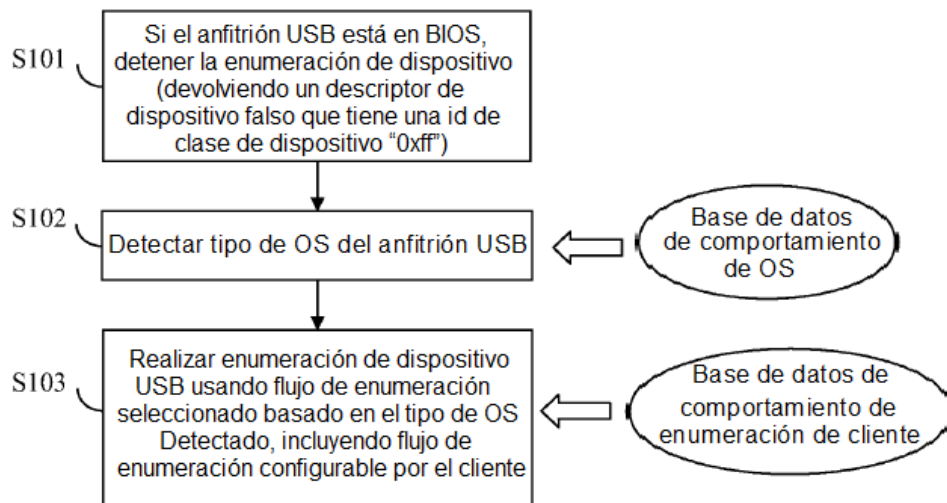 S101
Si el anfitrión USB está en BIOS,
detener la enumeración de dispositivo
(devolviendo un descriptor de
dispositivo falso que tiene una id de
clase de dispositivo “0xff”)
S102
Detectar tipo de OS del anfitrión USB
Base de datos
de comportamiento
de OS
S103
Realizar enumeración de dispositivo
USB usando flujo de enumeración
seleccionado basado en el tipo de OS
Detectado, incluyendo flujo de
enumeración configurable por el cliente
Base de datos de
comportamiento de
enumeración de cliente